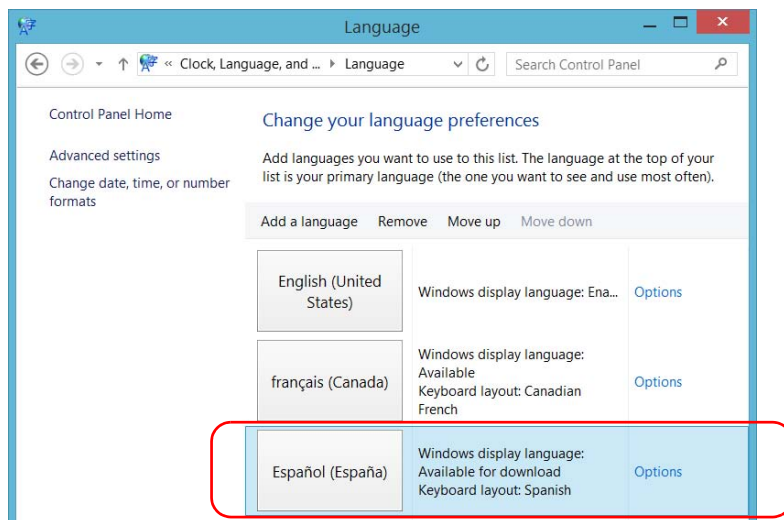 Language
« Clock, Language, and ... Language
Search Control Panel
Control Panel Home
Advanced settings
Change date, time, or number
formats
Change your language preferences
Add languages you want to use to this list. The language at the top of your
list is your primary language (the one you want to see and use most often).
Add a language Remove Move up Move down
English (United
States)
Windows display language: Ena...
Options
français (Canada)
Windows display language:
Available
Keyboard layout: Canadian
French
Options
Español (España)
Windows display language:
Available for download
Keyboard layout: Spanish
Options